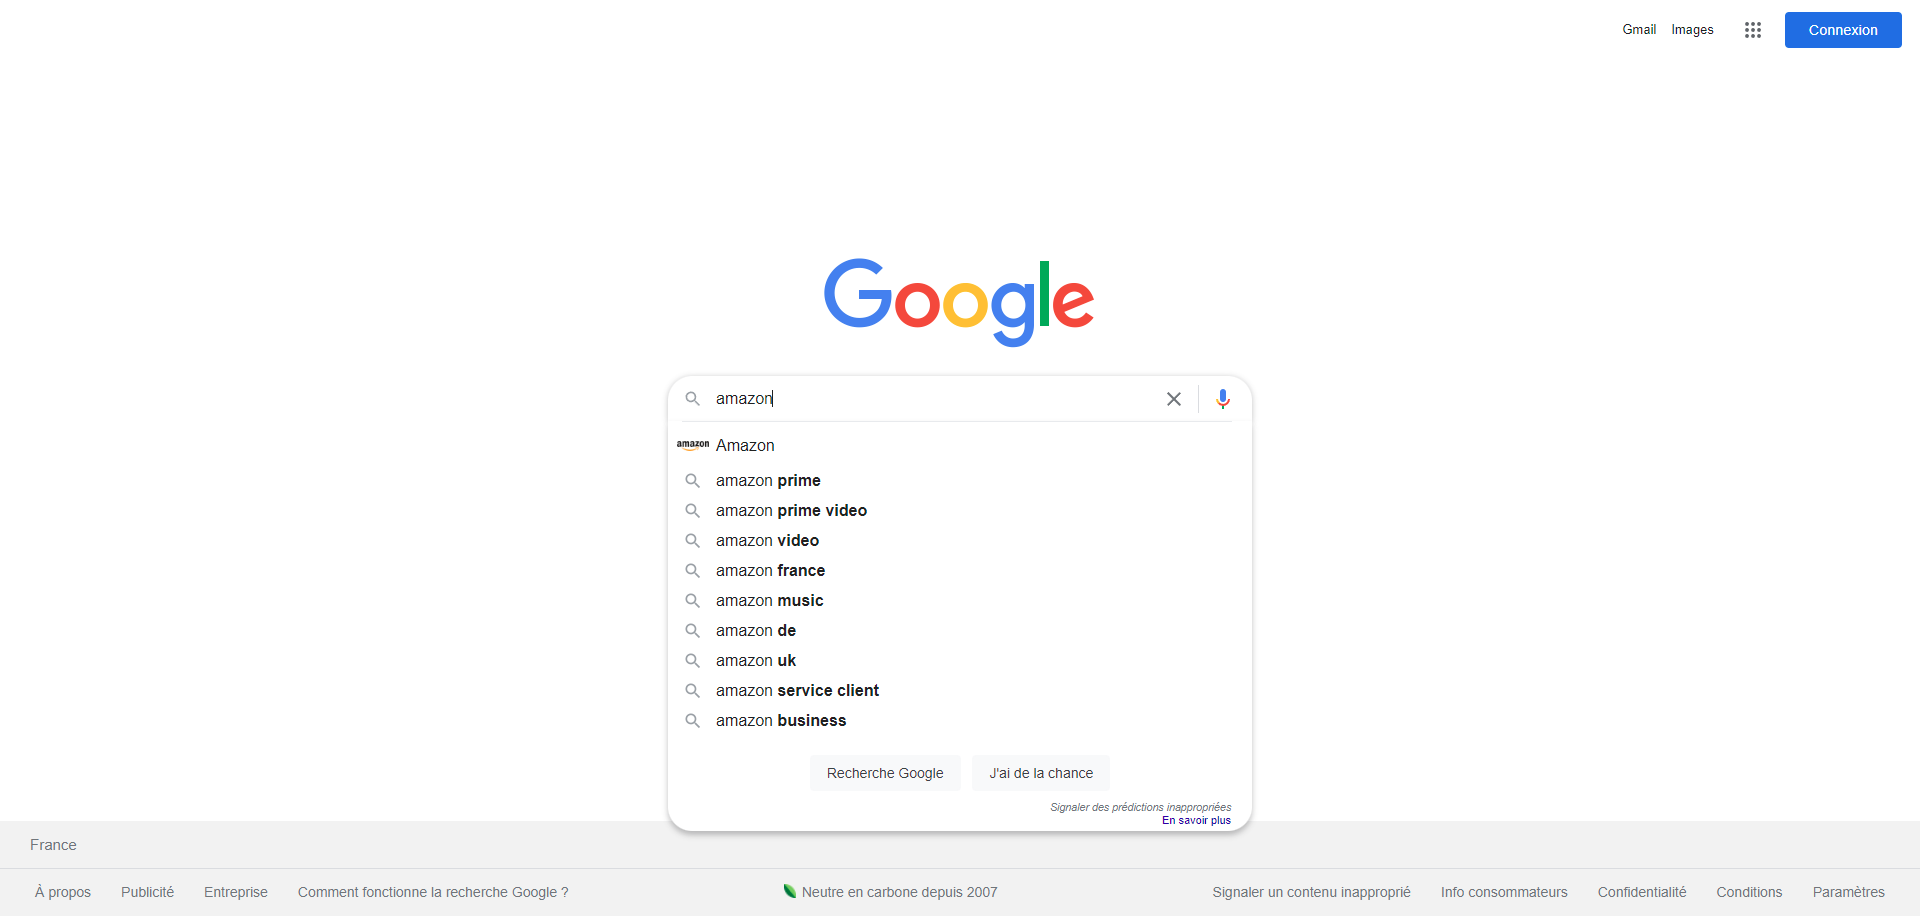 Gmail Images Connexion
Google
amazon
amazon Amazon
amazon prime
amazon prime video
amazon video
amazon france
amazon music
amazon de
amazon uk
amazon service client
amazon business
Recherche Google J'ai de la chance
Signaler des prédictions inappropriées
En savoir plus
France
À propos Publicité Entreprise Comment fonctionne la recherche Google ? Neutre en carbone depuis 2007 Signaler un contenu inapproprié Info consommateurs Confidentialité Conditions Paramètres